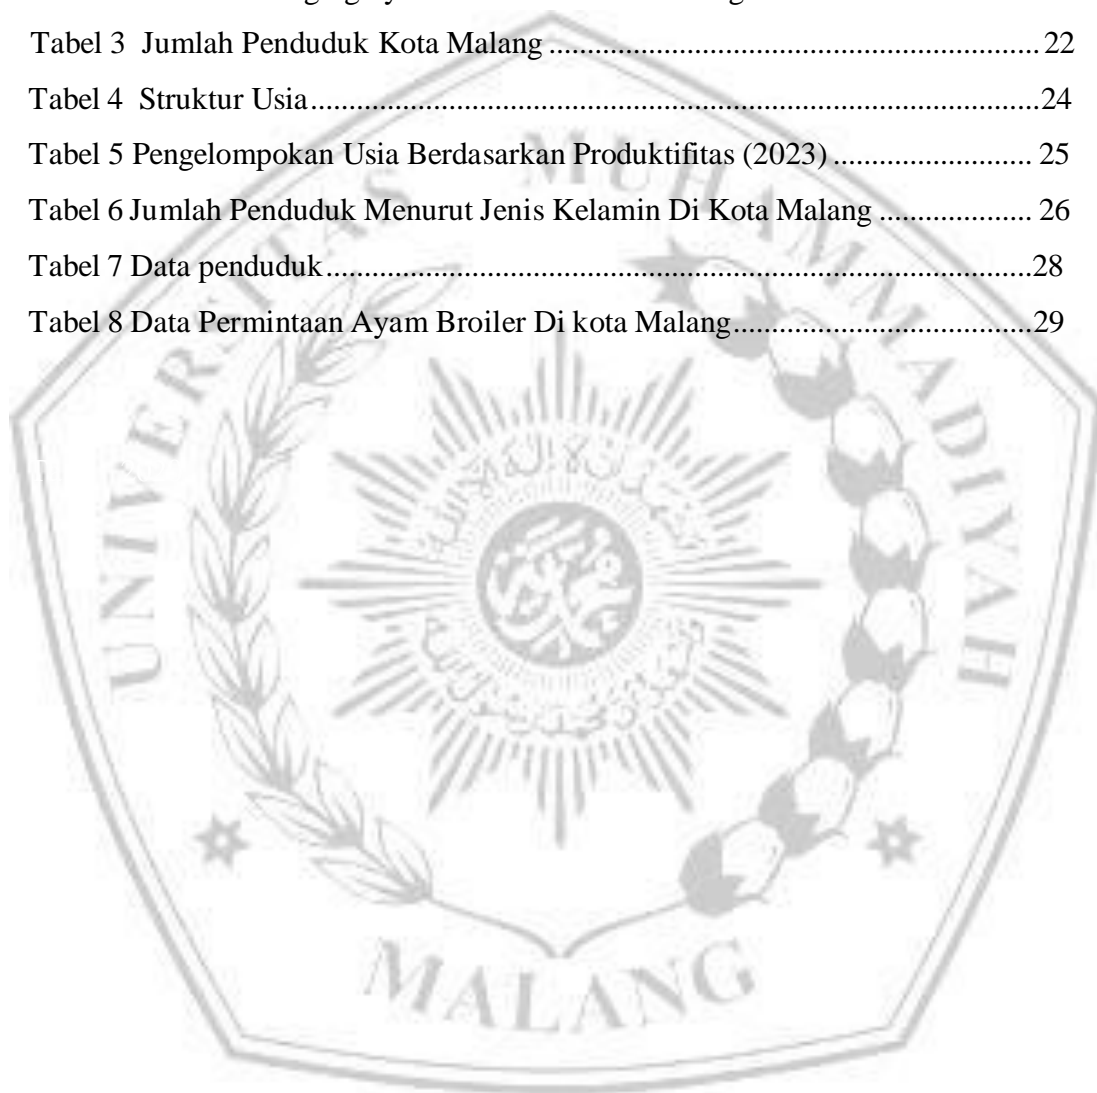 Tabel 3 Jumlah Penduduk Kota Malang ................................................................ 22
Tabel 4 Struktur Usia................................................................................................24
Tabel 5 Pengelompokan Usia Berdasarkan Produktifitas (2023) .......................... 25
Tabel 6 Jumlah Penduduk Menurut Jenis Kelamin Di Kota Malang .................... 26
Tabel 7 Data penduduk.............................................................................................28
Tabel 8 Data Permintaan Ayam Broiler Di kota Malang.......................................29
UNIVERSITAS MUHAMMADIYAH
MALANG